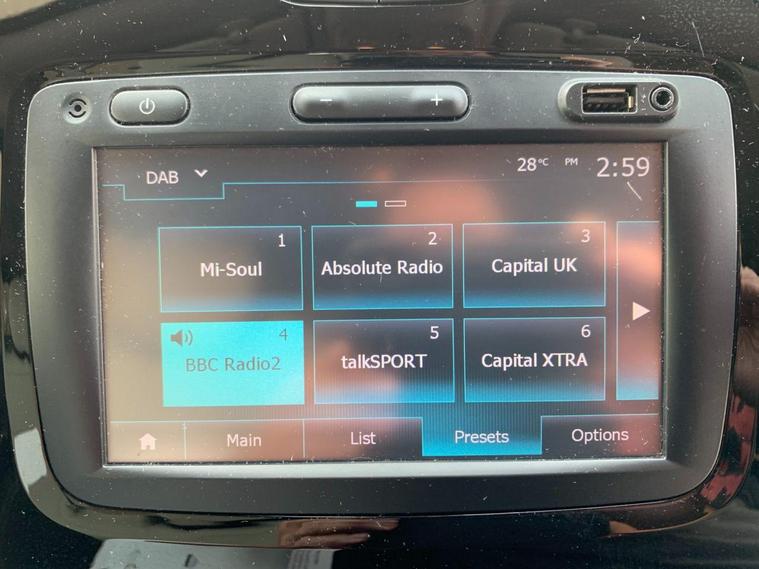 DAB
28°C PM 2:59
1
Mi-Soul
2
Absolute Radio
3
Capital UK
4
BBC Radio2
5
talkSPORT
6
Capital XTRA
Main
List
Presets
Options